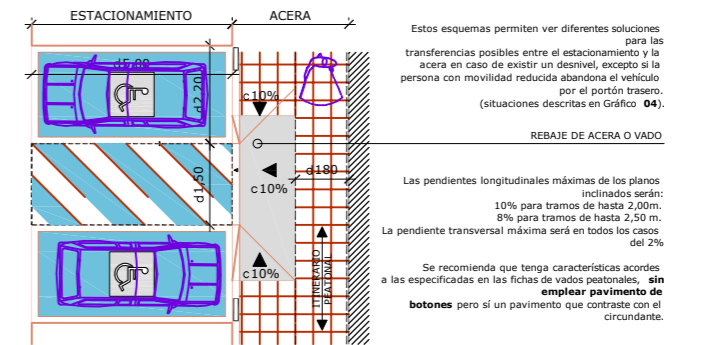 ESTACIONAMIENTO ACERA
d5,00
d2,20
c10%
d180
d1,50
c10%
c10%
ITINERARIO
PEATONAL
Estos esquemas permiten ver diferentes soluciones
para las
transferencias posibles entre el estacionamiento y la
acera en caso de existir un desnivel, excepto si la
persona con movilidad reducida abandona el vehículo
por el portón trasero.
(situaciones descritas en Gráfico 04).
REBAJE DE ACERA O VADO
Las pendientes longitudinales máximas de los planos
inclinados serán:
10% para tramos de hasta 2,00m.
8% para tramos de hasta 2,50 m.
La pendiente transversal máxima será en todos los casos
del 2%
Se recomienda que tenga características acordes
a las especificadas en las fichas de vados peatonales, sin
emplear pavimento de
botones pero sí un pavimento que contraste con el
circundante.